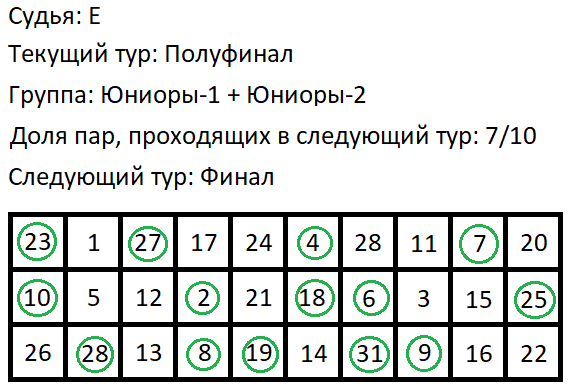 Судья: E
Текущий тур: Полуфинал
Группа: Юниоры-1 + Юниоры-2
Доля пар, проходящих в следующий тур: 7/10
Следующий тур: Финал
23 1 27 17 24 4 28 11 7 20
10 5 12 2 21 18 6 3 15 25
26 28 13 8 19 14 31 9 16 22